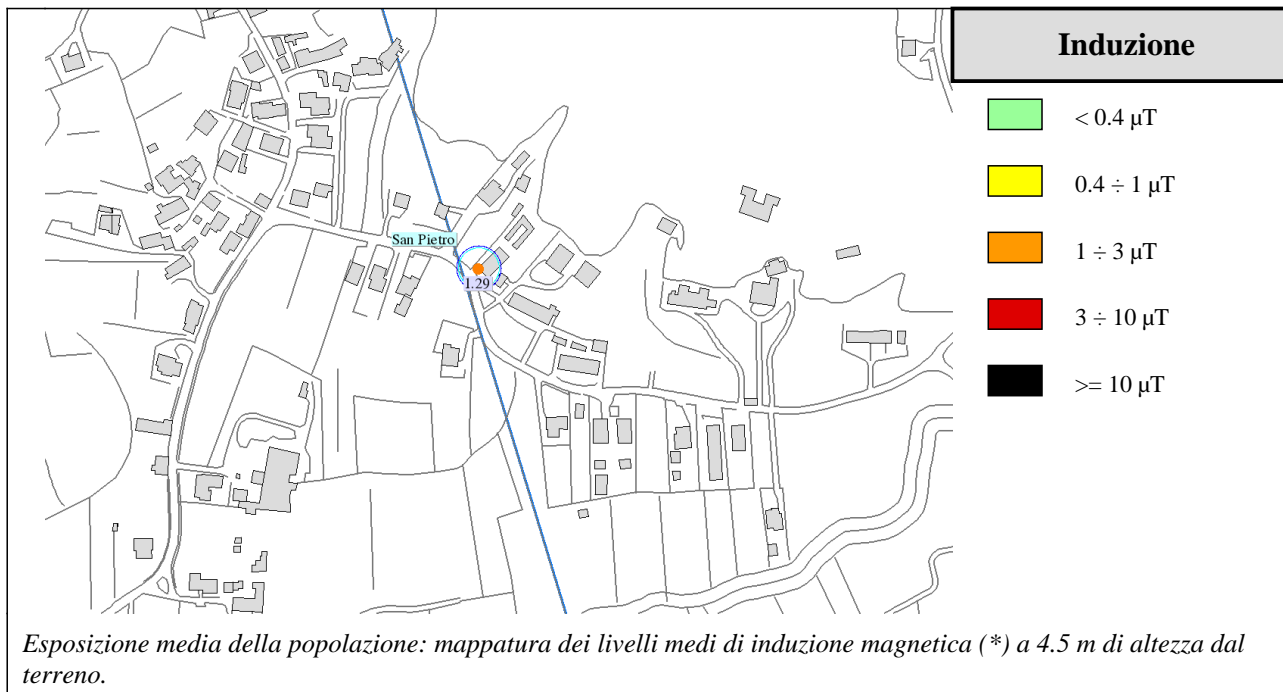 Induzione
< 0.4 µT
0.4 ÷ 1 µT
1 ÷ 3 µT
3 ÷ 10 µT
>= 10 µT
San Pietro
1.29
Esposizione media della popolazione: mappatura dei livelli medi di induzione magnetica (*) a 4.5 m di altezza dal
terreno.